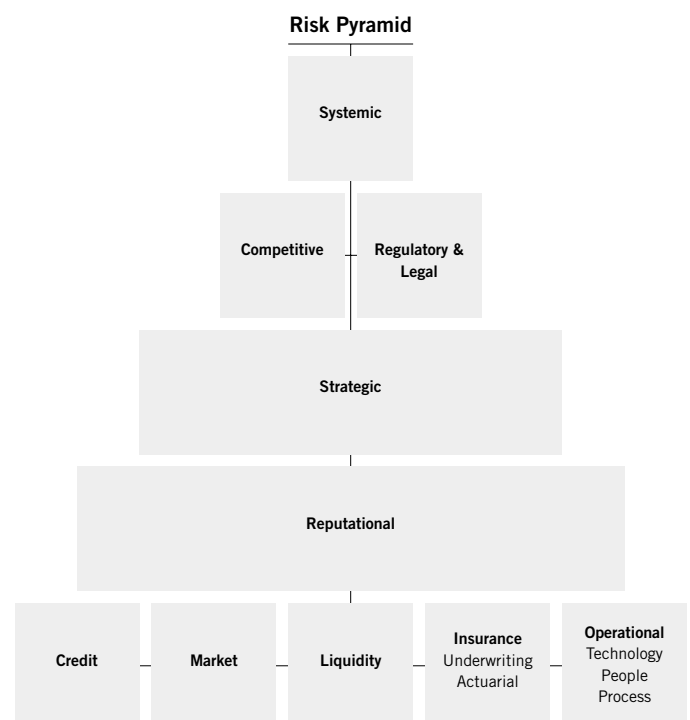 Risk Pyramid
Systemic
Competitive
Regulatory &
Legal
Strategic
Reputational
Credit
Market
Liquidity
Insurance
Underwriting
Actuarial
Operational
Technology
People
Process